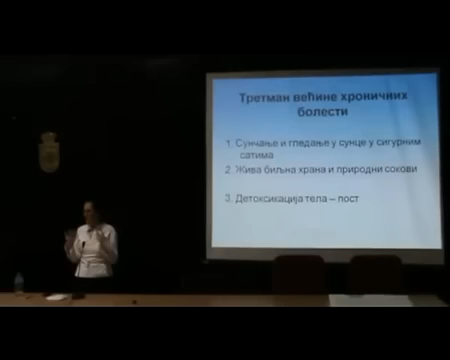 Третман већине хроничних
болести
1. Сунчање и гледање у сунце у сигурним
сатима
2. Жива биљна храна и природни сокови
3. Детоксикација тела – пост